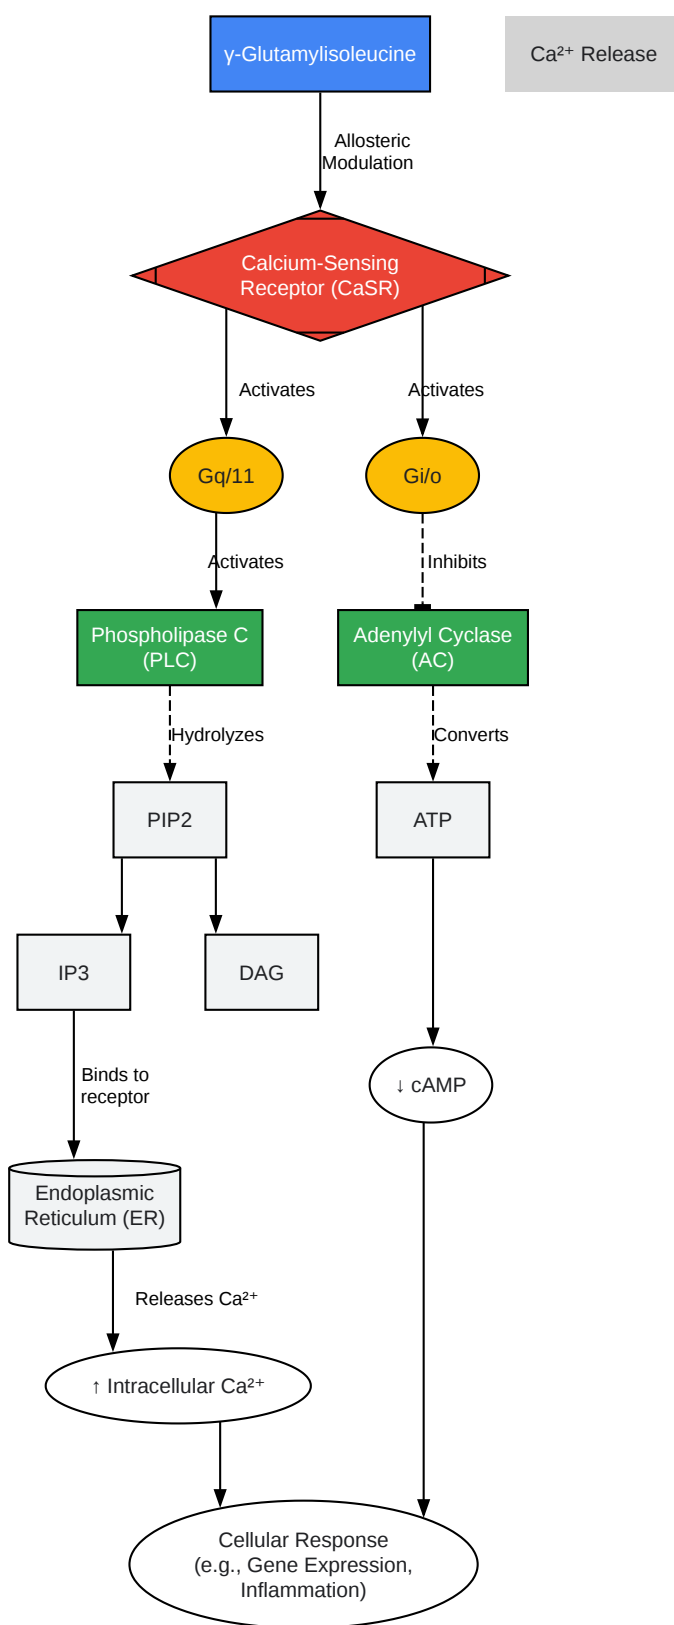 γ-Glutamylisoleucine
Ca²⁺ Release
Allosteric
Modulation
Calcium-Sensing
Receptor (CaSR)
Activates
Activates
Gq/11
Gi/o
Activates
Inhibits
Phospholipase C
(PLC)
Adenylyl Cyclase
(AC)
Hydrolyzes
Converts
PIP2
ATP
IP3
DAG
Binds to
receptor
↓ cAMP
Endoplasmic
Reticulum (ER)
Releases Ca²⁺
↑ Intracellular Ca²⁺
Cellular Response
(e.g., Gene Expression,
Inflammation)